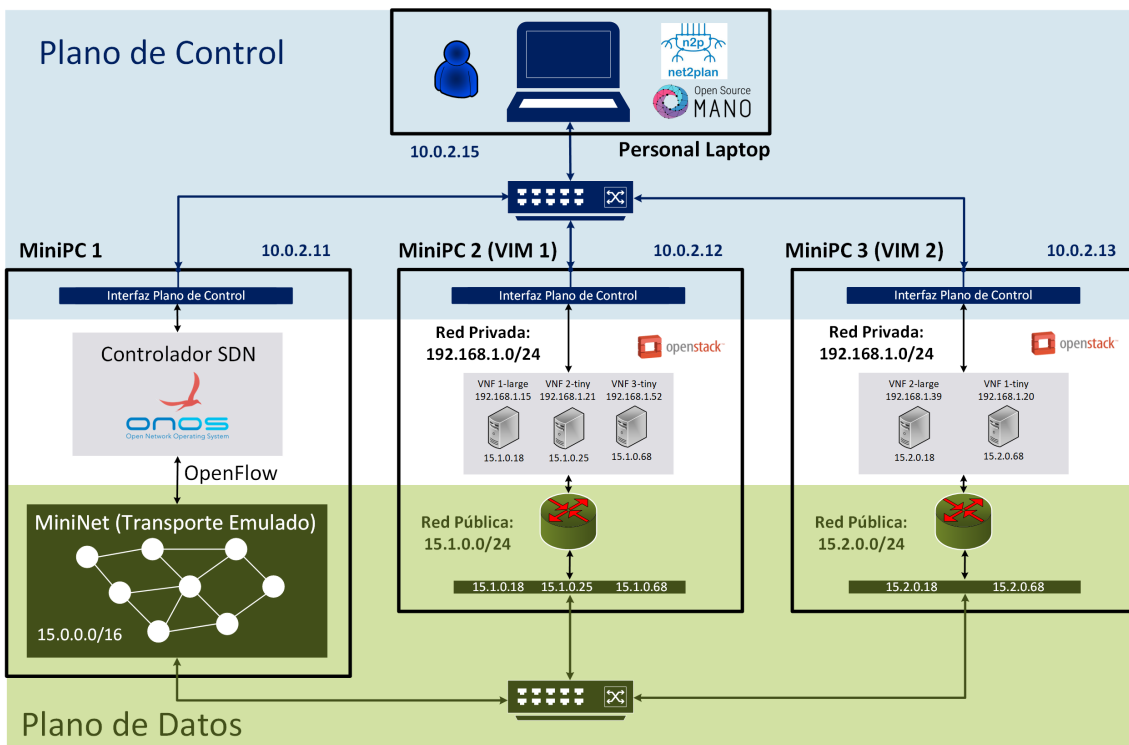 Plano de Control
n2p
net2plan
Open Source
MANO
10.0.2.15
Personal Laptop
MiniPC 1
10.0.2.11
MiniPC 2 (VIM 1)
10.0.2.12
MiniPC 3 (VIM 2)
10.0.2.13
Interfaz Plano de Control
Interfaz Plano de Control
Interfaz Plano de Control
Controlador SDN
onos
Open Network Operating System
OpenFlow
MiniNet (Transporte Emulado)
15.0.0.0/16
Red Privada:
192.168.1.0/24
openstack
VNF 1-large
192.168.1.15
15.1.0.18
VNF 2-tiny
192.168.1.21
15.1.0.25
VNF 3-tiny
192.168.1.52
15.1.0.68
Red Pública:
15.1.0.0/24
15.1.0.18 15.1.0.25 15.1.0.68
Red Privada:
192.168.1.0/24
openstack
VNF 2-large
192.168.1.39
15.2.0.18
VNF 1-tiny
192.168.1.20
15.2.0.68
Red Pública:
15.2.0.0/24
15.2.0.18 15.2.0.68
Plano de Datos